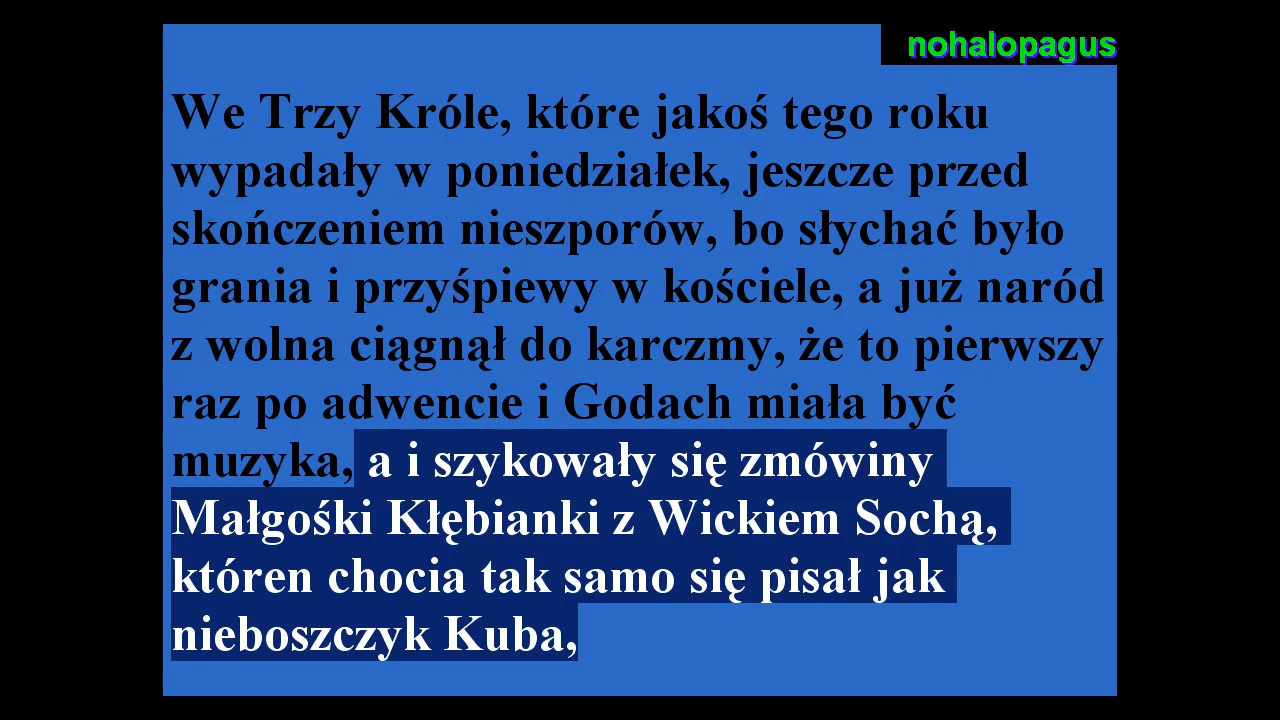 nohalopagus
We Trzy Króle, które jakoś tego roku
wypadały w poniedziałek, jeszcze przed
skończeniem nieszporów, bo słychać było
grania i przyśpiewy w kościele, a już naród
z wolna ciągnął do karczmy, że to pierwszy
raz po adwencie i Godach miała być
muzyka, a i szykowały się zmówiny
Małgośki Kłębianki z Wickiem Sochą,
któren chocia tak samo się pisał jak
nieboszczyk Kuba,